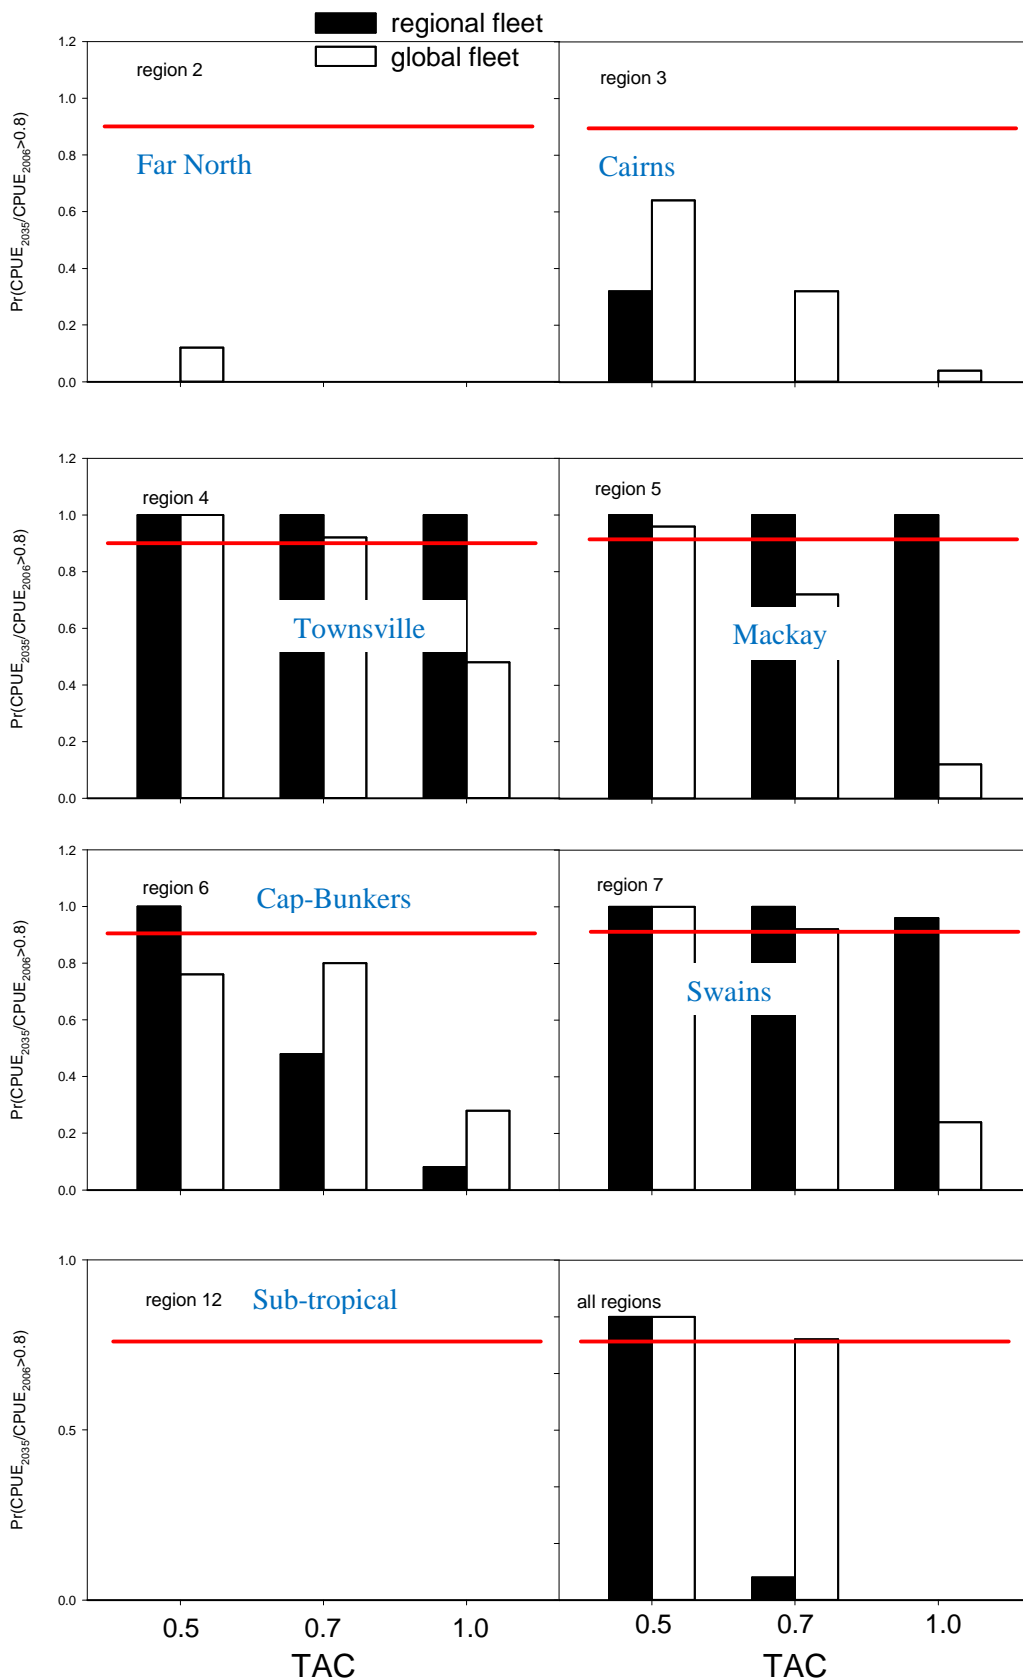 regional fleet
global fleet
region 2
Far North
1.2
1.0
0.8
0.6
0.4
0.2
0.0
Pr(CPUE2035/CPUE2006>0.8)
region 3
Cairns
region 4
Townsville
1.2
1.0
0.8
0.6
0.4
0.2
0.0
Pr(CPUE2035/CPUE2006>0.8)
region 5
Mackay
region 6
Cap-Bunkers
1.2
1.0
0.8
0.6
0.4
0.2
0.0
Pr(CPUE2035/CPUE2006>0.8)
region 7
Swains
region 12 Sub-tropical
1.0
0.5
0.0
Pr(CPUE2035/CPUE2006>0.8)
all regions
0.5 0.7 1.0
TAC
0.5 0.7 1.0
TAC